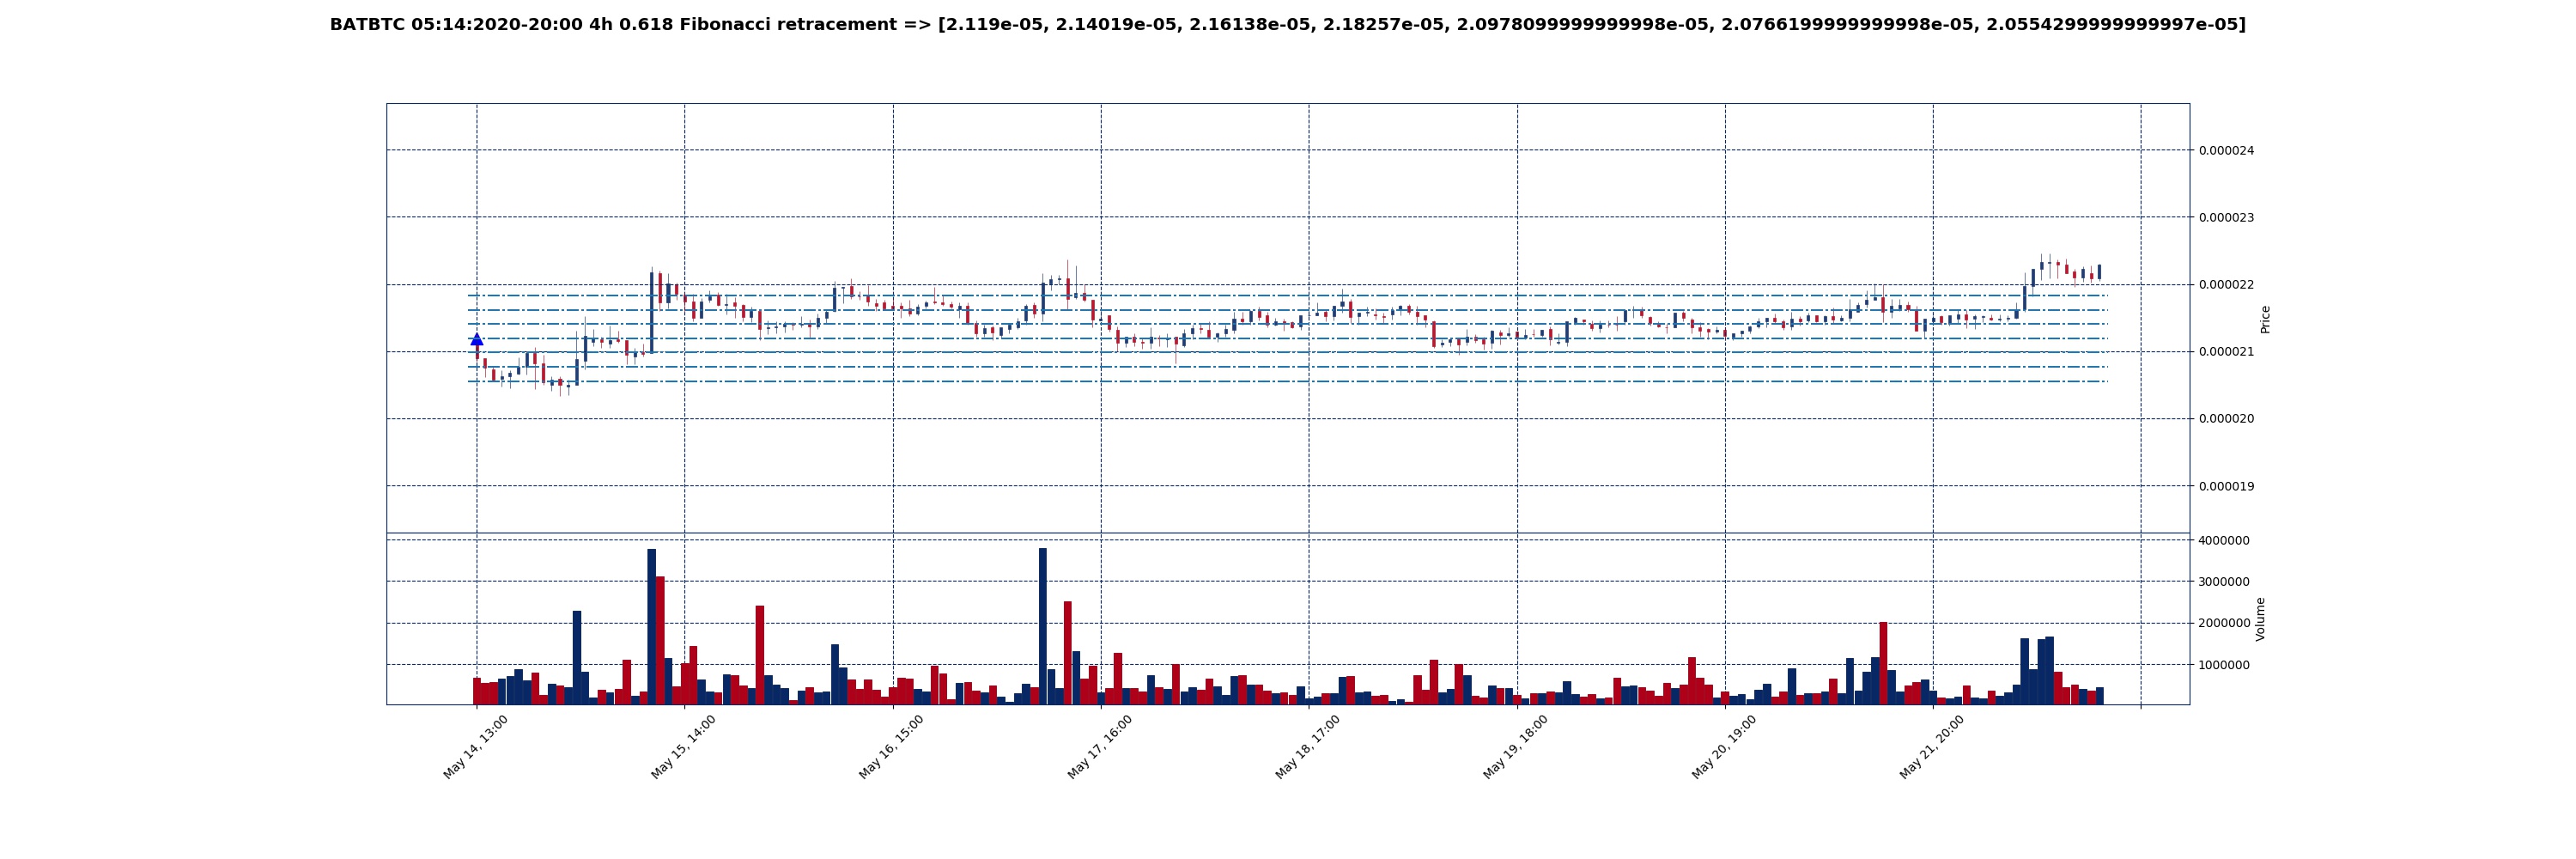 BATBTC 05:14:2020-20:00 4h 0.618 Fibonacci retracement => [2.119e-05, 2.14019e-05, 2.16138e-05, 2.18257e-05, 2.0978099999999998e-05, 2.0766199999999998e-05, 2.0554299999999997e-05]
0.000024
0.000023
0.000022
Price
0.000021
0.000020
0.000019
4000000
3000000
Volume
2000000
1000000
May 14, 13:00
May 15, 14:00
May 16, 15:00
May 17, 16:00
May 18, 17:00
May 19, 18:00
May 20, 19:00
May 21, 20:00